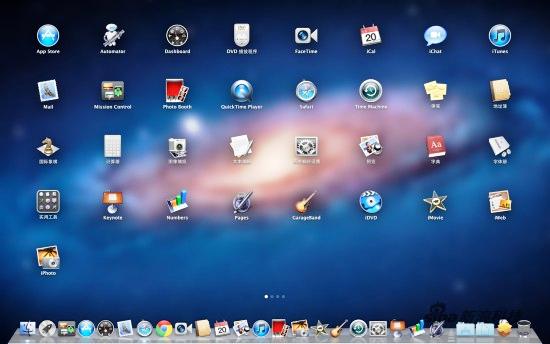 App Store Automator Dashboard DVD 播放程序 FaceTime iCal iChat iTunes
20
Mail Mission Control Photo Booth QuickTime Player Safari Time Machine 便笺 地址簿
Aa
国际象棋 计算器 图像捕捉 文本编辑 系统偏好设置 预览 字典 字体册
实用工具 Keynote Numbers Pages GarageBand iDVD iMovie iWeb
iPhoto
20